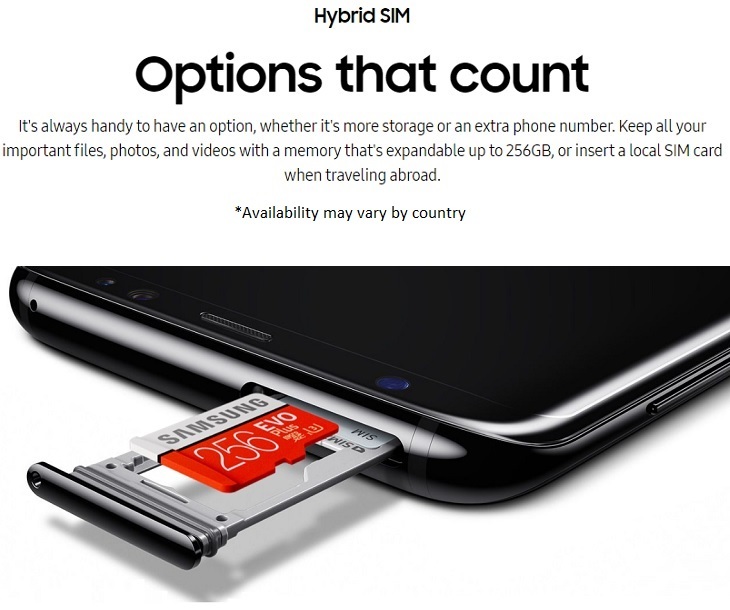 Hybrid SIM
Options that count
It's always handy to have an option, whether it's more storage or an extra phone number. Keep all your
important files, photos, and videos with a memory that's expandable up to 256GB, or insert a local SIM card
when traveling abroad.
*Availability may vary by country
SAMSUNG
256 EVO
Plus
micro
SIM
SIM